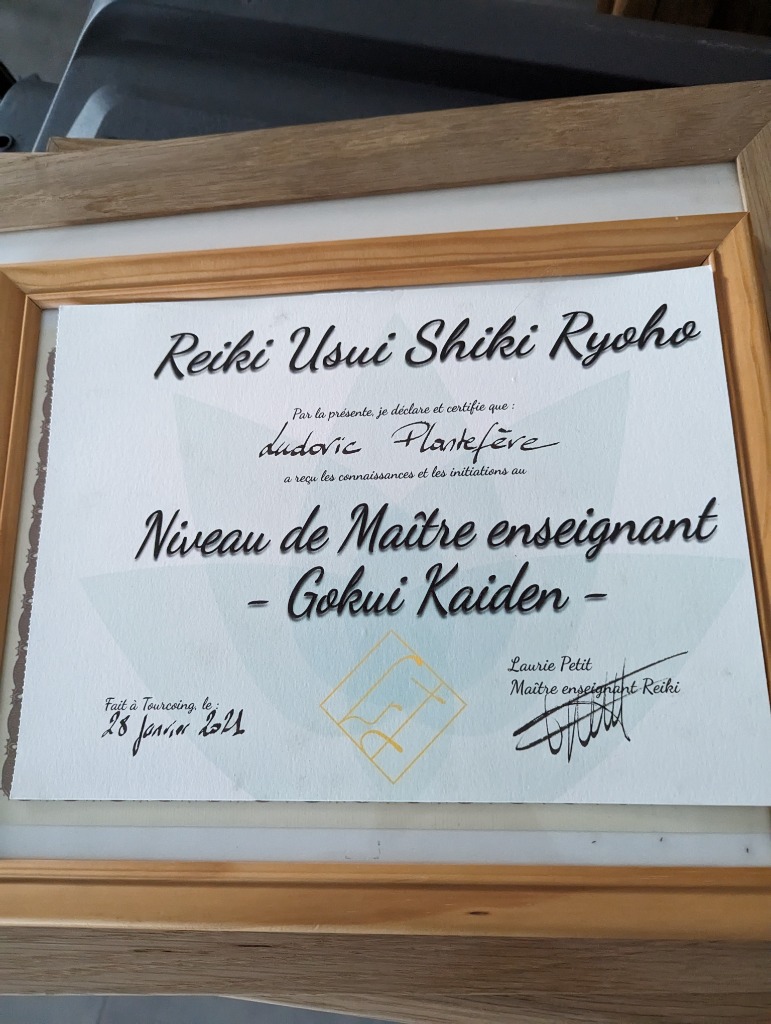 Reiki Usui Shiki Ryoho
Par la présente, je déclare et certifie que :
Ludovic Plantefève
a reçu les connaissances et les initiations au
Niveau de Maître enseignant
- Gokui Kaiden -
Laurie Petit
Maître enseignant Reiki
Fait à Tourcoing, le :
28 Janvier 2021